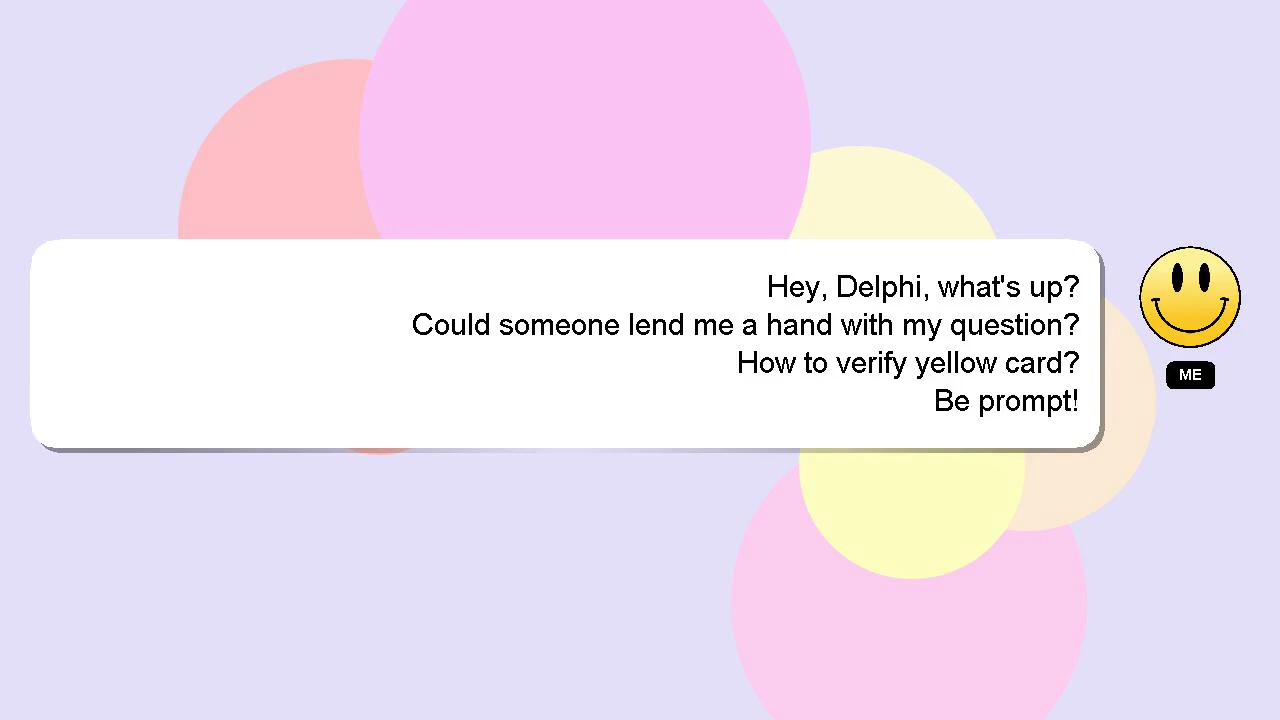 Hey, Delphi, what's up?
Could someone lend me a hand with my question?
How to verify yellow card?
Be prompt!
ME